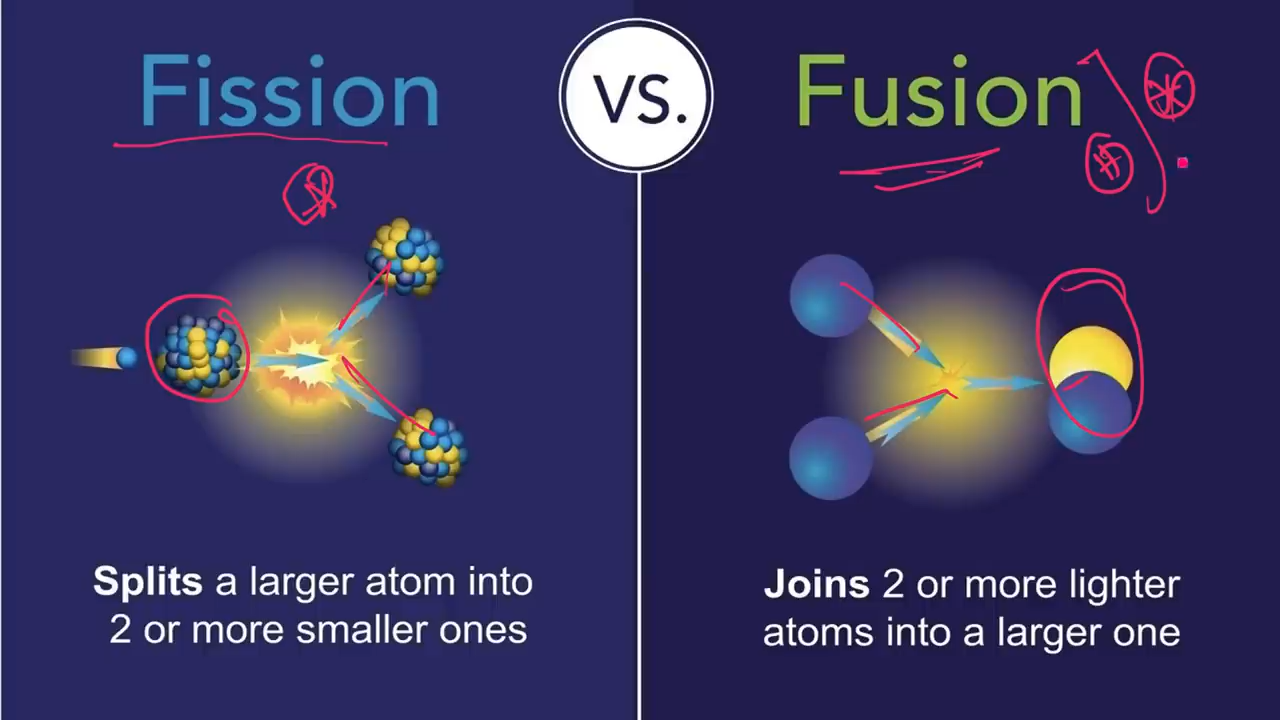 Fission
VS.
Fusion
Splits a larger atom into
2 or more smaller ones
Joins 2 or more lighter
atoms into a larger one